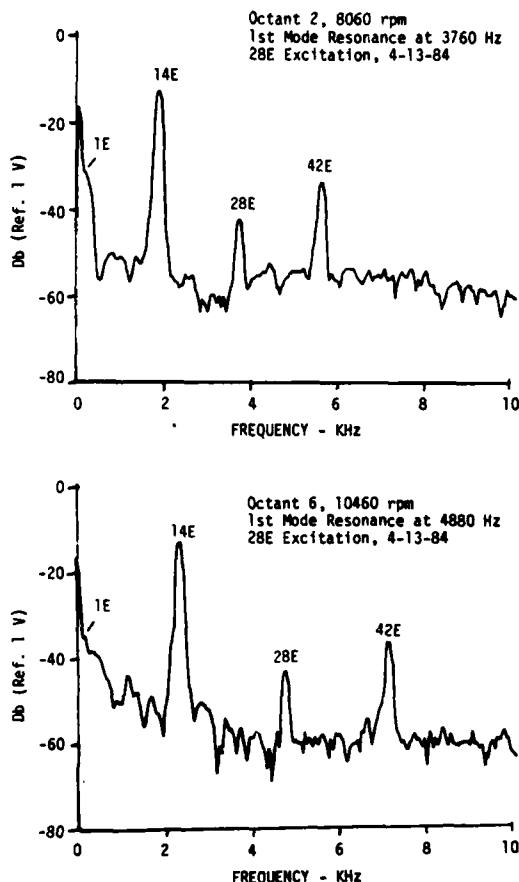 Octant 2, 8060 rpm
1st Mode Resonance at 3760 Hz
28E Excitation, 4-13-84
0
-20
-40
-60
-80
Db (Ref. 1 V)
1E
14E
28E
42E
0 2 4 6 8 10
FREQUENCY - KHz
Octant 6, 10460 rpm
1st Mode Resonance at 4880 Hz
28E Excitation, 4-13-84
0
-20
-40
-60
-80
Db (Ref. 1 V)
1E
14E
28E
42E
0 2 4 6 8 10
FREQUENCY - KHz